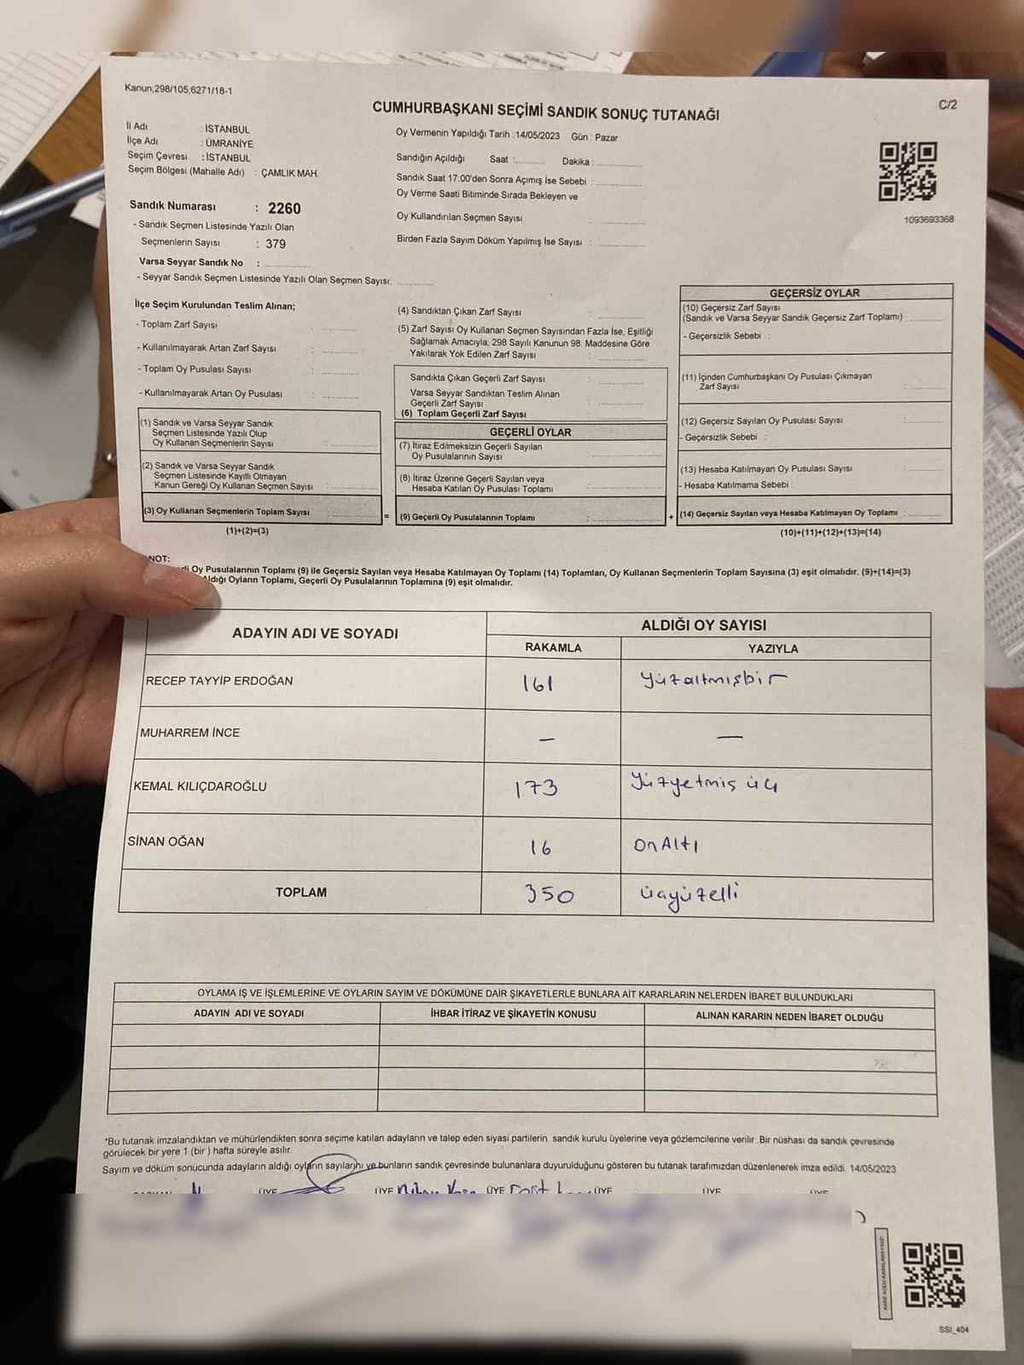 Kanun;298/105,6271/18-1
C/2
CUMHURBAŞKANI SEÇİMİ SANDIK SONUÇ TUTANAĞI
İl Adı : İSTANBUL
İlçe Adı : ÜMRANİYE
Seçim Çevresi : İSTANBUL
Seçim Bölgesi (Mahalle Adı) : ÇAMLIK MAH.
Sandık Numarası : 2260
- Sandık Seçmen Listesinde Yazılı Olan
Seçmenlerin Sayısı : 379
Varsa Seyyar Sandık No :
- Seyyar Sandık Seçmen Listesinde Yazılı Olan Seçmen Sayısı:
Oy Vermenin Yapıldığı Tarih :14/05/2023 Gün : Pazar
Sandığın Açıldığı Saat : Dakika :
Sandık Saat 17:00'den Sonra Açımış İse Sebebi :
Oy Verme Saati Bitiminde Sırada Bekleyen ve
Oy Kullandırılan Seçmen Sayısı :
Birden Fazla Sayım Döküm Yapılmış İse Sayısı :
1093693368
İlçe Seçim Kurulundan Teslim Alınan;
- Toplam Zarf Sayısı :
- Kullanılmayarak Artan Zarf Sayısı :
- Toplam Oy Pusulası Sayısı :
- Kullanılmayarak Artan Oy Pusulası :
(1) Sandık ve Varsa Seyyar Sandık
Seçmen Listesinde Yazılı Olup
Oy Kullanan Seçmenlerin Sayısı :
(2) Sandık ve Varsa Seyyar Sandık
Seçmen Listesinde Kayıtlı Olmayan
Kanun Gereği Oy Kullanan Seçmen Sayısı :
(3) Oy Kullanan Seçmenlerin Toplam Sayısı :
(1)+(2)=(3)
(4) Sandıktan Çıkan Zarf Sayısı :
(5) Zarf Sayısı Oy Kullanan Seçmen Sayısından Fazla İse, Eşitliği
Sağlamak Amacıyla, 298 Sayılı Kanunun 98. Maddesine Göre
Yakılarak Yok Edilen Zarf Sayısı :
Sandıkta Çıkan Geçerli Zarf Sayısı :
Varsa Seyyar Sandıktan Teslim Alınan
Geçerli Zarf Sayısı :
(6) Toplam Geçerli Zarf Sayısı :
GEÇERLİ OYLAR
(7) İtiraz Edilmeksizin Geçerli Sayılan
Oy Pusulalarının Sayısı :
(8) İtiraz Üzerine Geçerli Sayılan veya
Hesaba Katılan Oy Pusulası Toplamı :
= (9) Geçerli Oy Pusulalarının Toplamı :
GEÇERSİZ OYLAR
(10) Geçersiz Zarf Sayısı
(Sandık ve Varsa Seyyar Sandık Geçersiz Zarf Toplamı) :
- Geçersizlik Sebebi :
(11) İçinden Cumhurbaşkanı Oy Pusulası Çıkmayan
Zarf Sayısı :
(12) Geçersiz Sayılan Oy Pusulası Sayısı :
- Geçersizlik Sebebi :
(13) Hesaba Katılmayan Oy Pusulası Sayısı :
- Hesaba Katılmama Sebebi :
+ (14) Geçersiz Sayılan veya Hesaba Katılmayan Oy Toplamı :
(10)+(11)+(12)+(13)=(14)
NOT:
Oy Pusulalarının Toplamı (9) ile Geçersiz Sayılan veya Hesaba Katılmayan Oy Toplamı (14) Toplamları, Oy Kullanan Seçmenlerin Toplam Sayısına (3) eşit olmalıdır. (9)+(14)=(3)
Aldığı Oyların Toplamı, Geçerli Oy Pusulalarının Toplamına (9) eşit olmalıdır.
ADAYIN ADI VE SOYADI
ALDIĞI OY SAYISI
RAKAMLA YAZIYLA
RECEP TAYYİP ERDOĞAN 161 yüzaltmışbir
MUHARREM İNCE — —
KEMAL KILIÇDAROĞLU 173 yüzyetmiş üç
SİNAN OĞAN 16 onAltı
TOPLAM 350 üçyüzelli
OYLAMA İŞ VE İŞLEMLERİNE VE OYLARIN SAYIM VE DÖKÜMÜNE DAİR ŞİKAYETLERLE BUNLARA AİT KARARLARIN NELERDEN İBARET BULUNDUKLARI
ADAYIN ADI VE SOYADI İHBAR İTİRAZ VE ŞİKAYETİN KONUSU ALINAN KARARIN NEDEN İBARET OLDUĞU
*Bu tutanak imzalandıktan ve mühürlendikten sonra seçime katılan adayların ve talep eden siyasi partilerin sandık kurulu üyelerine veya gözlemcilerine verilir. Bir nüshası da sandık çevresinde
görülecek bir yere 1 (bir ) hafta süreyle asılır.
Sayım ve döküm sonucunda adayların aldığı oyların sayılarını ve bunların sandık çevresinde bulunanlara duyurulduğunu gösteren bu tutanak tarafımızdan düzenlenerek imza edildi. 14/05/2023
ÜYE ÜYE ÜYE ÜYE ÜYE ÜYE
SSI_404